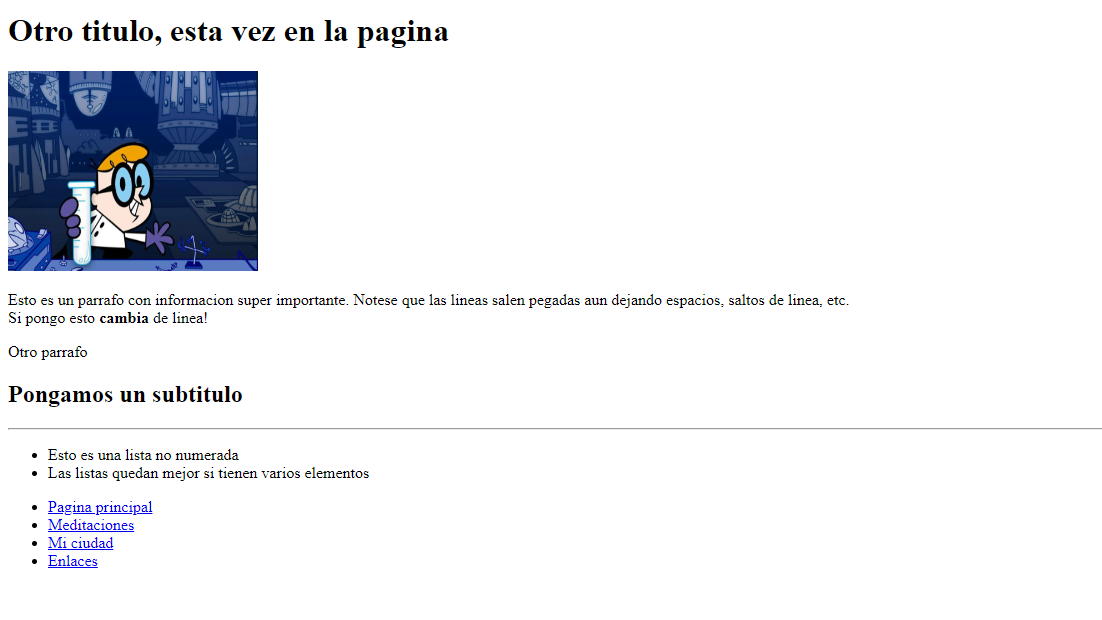 Otro titulo, esta vez en la pagina
Esto es un parrafo con informacion super importante. Notese que las lineas salen pegadas aun dejando espacios, saltos de linea, etc.
Si pongo esto cambia de linea!
Otro parrafo
Pongamos un subtitulo
Esto es una lista no numerada
Las listas quedan mejor si tienen varios elementos
Pagina principal
Meditaciones
Mi ciudad
Enlaces